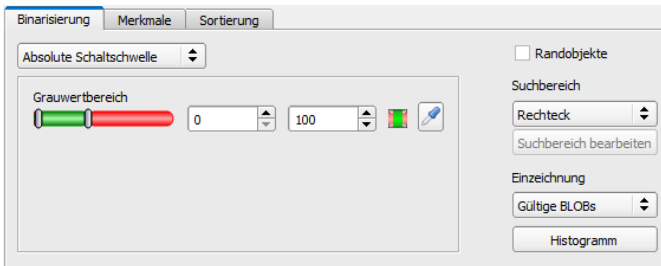 Binarisierung Merkmale Sortierung
Absolute Schaltschwelle
Randobjekte
Grauwertbereich
0 100
Suchbereich
Rechteck
Suchbereich bearbeiten
Einzeichnung
Gültige BLOBs
Histogramm